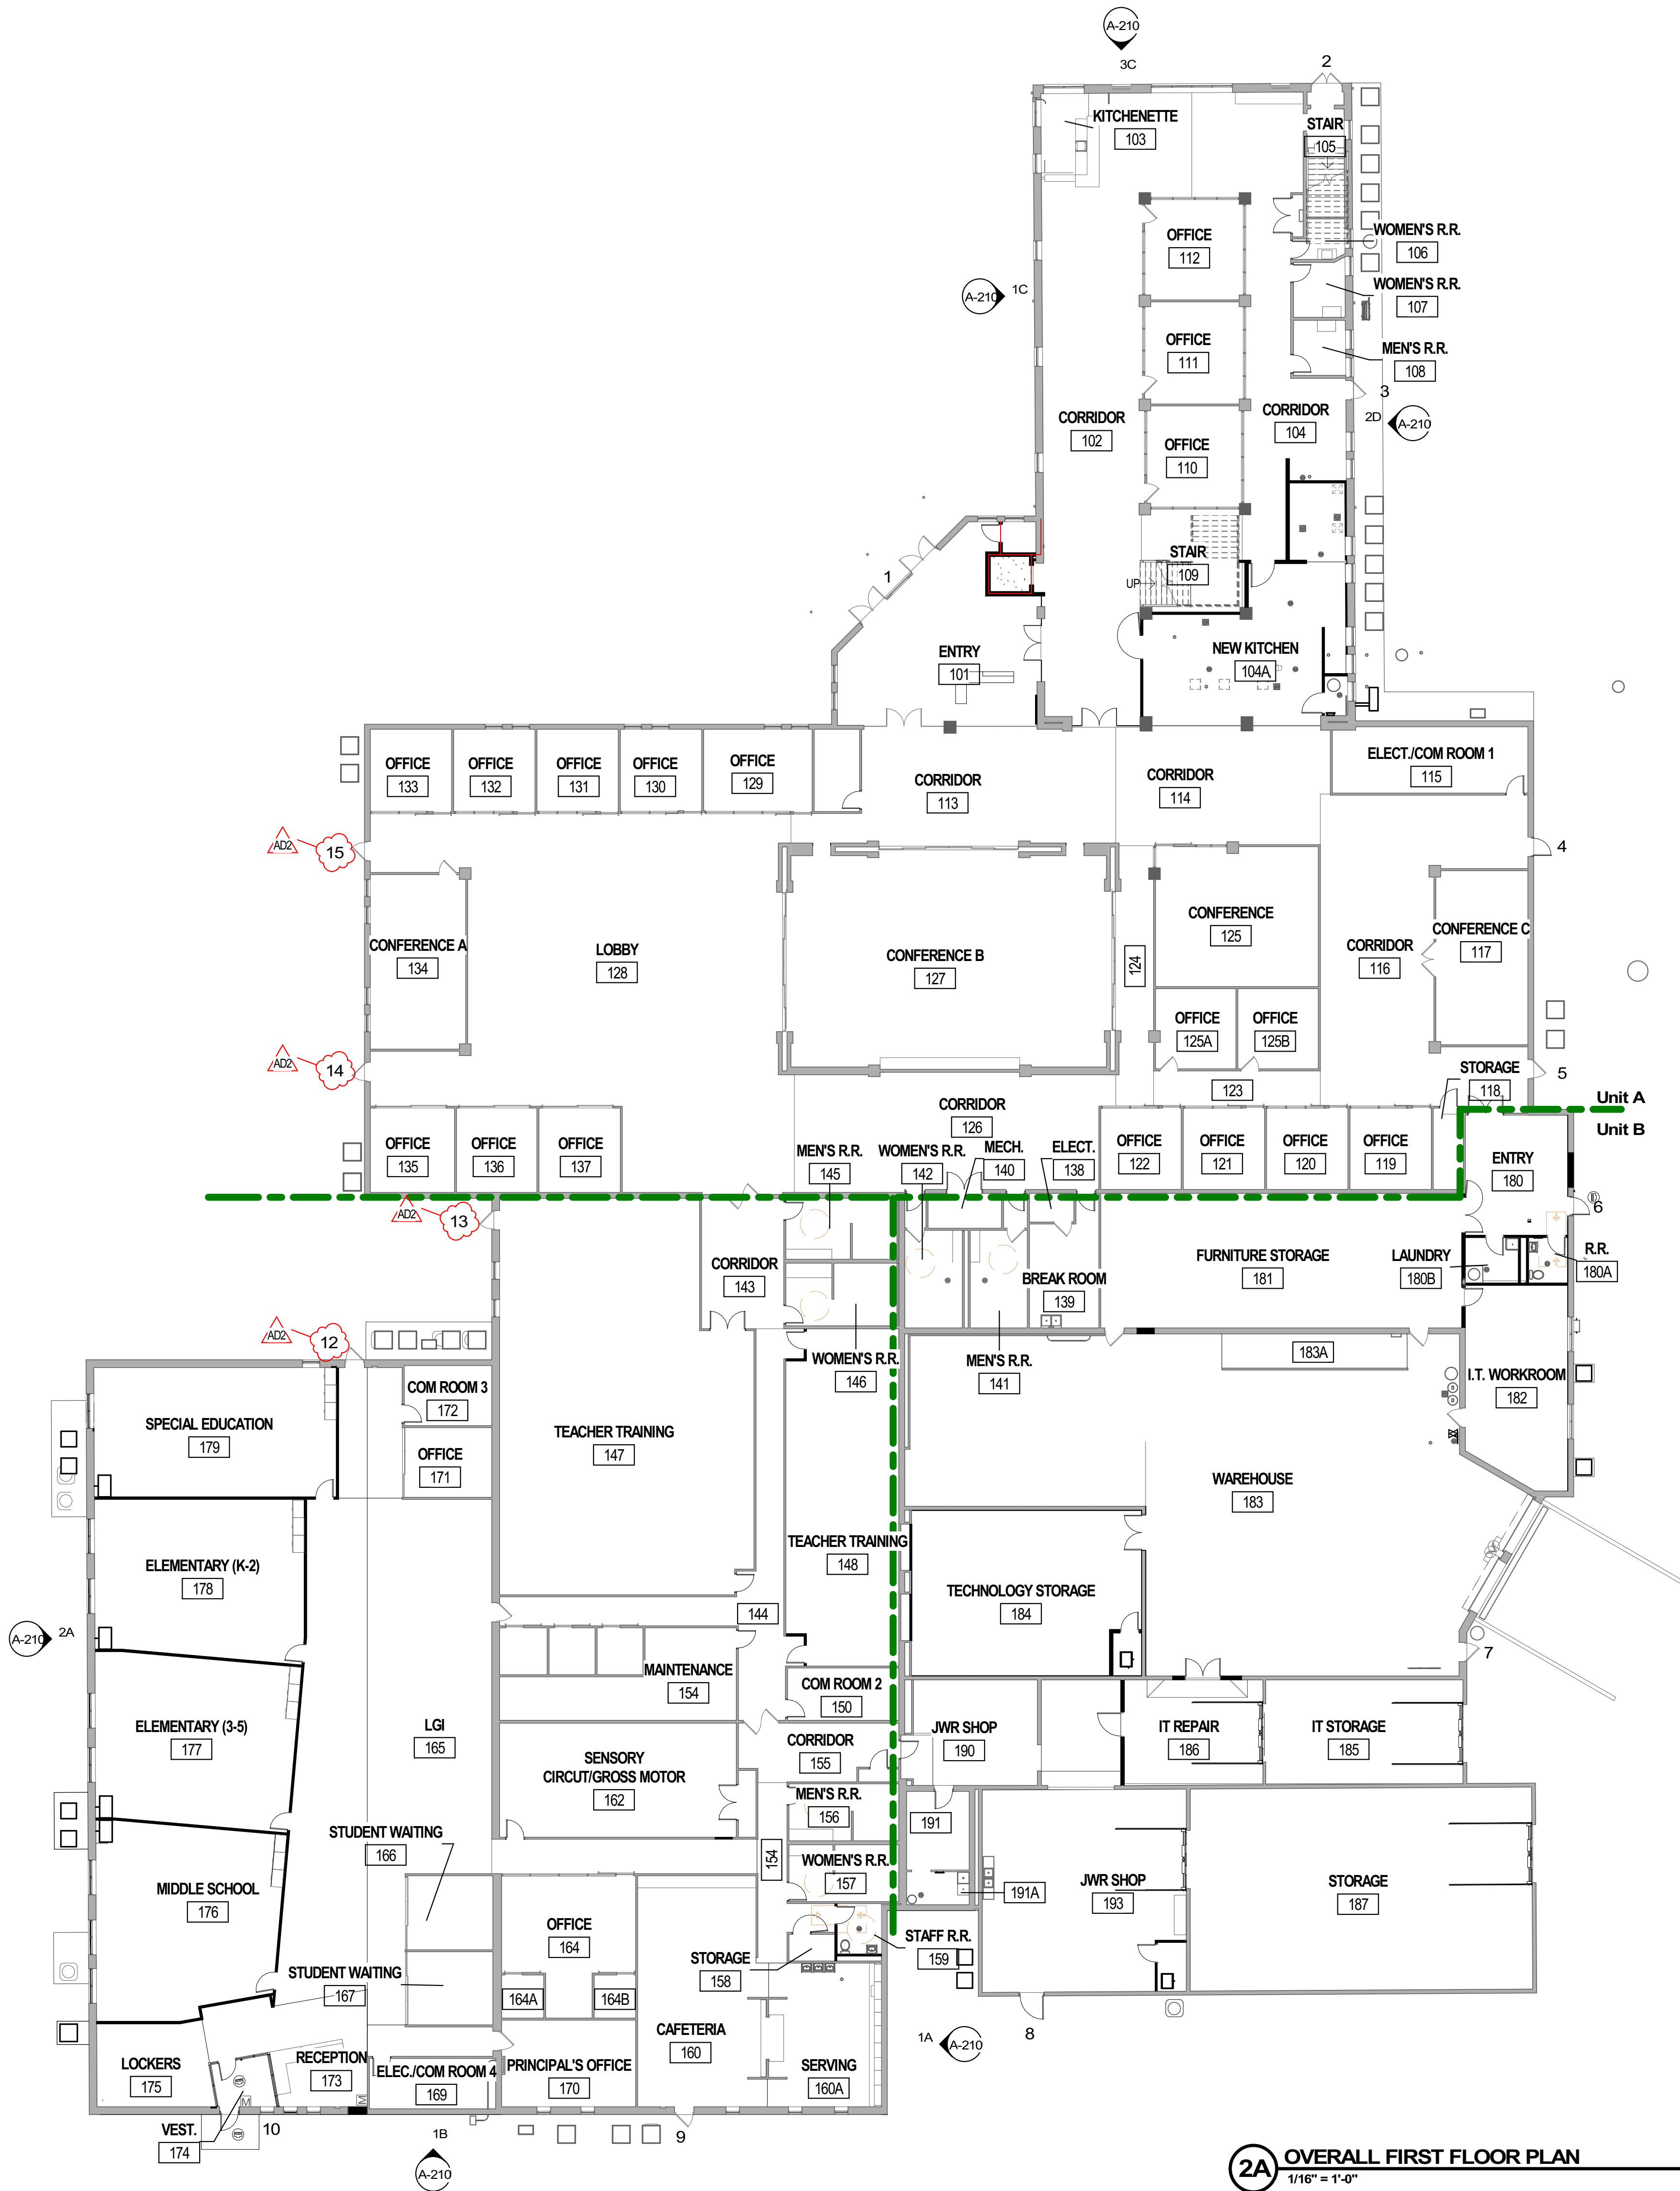 A-210
3C
2
KITCHENETTE
103
STAIR
105
WOMEN'S R.R.
106
OFFICE
112
WOMEN'S R.R.
107
A-210
1C
OFFICE
111
MEN'S R.R.
108
3
2D
A-210
CORRIDOR
102
CORRIDOR
104
OFFICE
110
STAIR
109
UP
1
ENTRY
101
NEW KITCHEN
104A
OFFICE
133
OFFICE
132
OFFICE
131
OFFICE
130
OFFICE
129
CORRIDOR
113
CORRIDOR
114
ELECT./COM ROOM 1
115
AD2
15
4
CONFERENCE A
134
LOBBY
128
CONFERENCE B
127
124
CONFERENCE
125
CORRIDOR
116
CONFERENCE C
117
OFFICE
125A
OFFICE
125B
AD2
14
STORAGE
118
5
123
Unit A
Unit B
CORRIDOR
126
OFFICE
135
OFFICE
136
OFFICE
137
MEN'S R.R.
145
WOMEN'S R.R.
142
MECH.
140
ELECT.
138
OFFICE
122
OFFICE
121
OFFICE
120
OFFICE
119
ENTRY
180
AD2
13
6
CORRIDOR
143
BREAK ROOM
139
FURNITURE STORAGE
181
LAUNDRY
180B
R.R.
180A
AD2
12
WOMEN'S R.R.
146
MEN'S R.R.
141
183A
I.T. WORKROOM
182
COM ROOM 3
172
SPECIAL EDUCATION
179
OFFICE
171
TEACHER TRAINING
147
WAREHOUSE
183
ELEMENTARY (K-2)
178
TEACHER TRAINING
148
TECHNOLOGY STORAGE
184
144
A-210
2A
7
MAINTENANCE
154
COM ROOM 2
150
ELEMENTARY (3-5)
177
LGI
165
CORRIDOR
155
JWR SHOP
190
IT REPAIR
186
IT STORAGE
185
SENSORY
CIRCUT/GROSS MOTOR
162
MEN'S R.R.
156
191
STUDENT WAITING
166
154
WOMEN'S R.R.
157
191A
MIDDLE SCHOOL
176
JWR SHOP
193
STORAGE
187
OFFICE
164
STORAGE
158
STAFF R.R.
159
STUDENT WAITING
167
164A
164B
CAFETERIA
160
1A
A-210
8
LOCKERS
175
RECEPTION
173
ELEC./COM ROOM 4
169
PRINCIPAL'S OFFICE
170
SERVING
160A
M
M
VEST.
174
10
1B
9
A-210
2A
OVERALL FIRST FLOOR PLAN
1/16" = 1'-0"